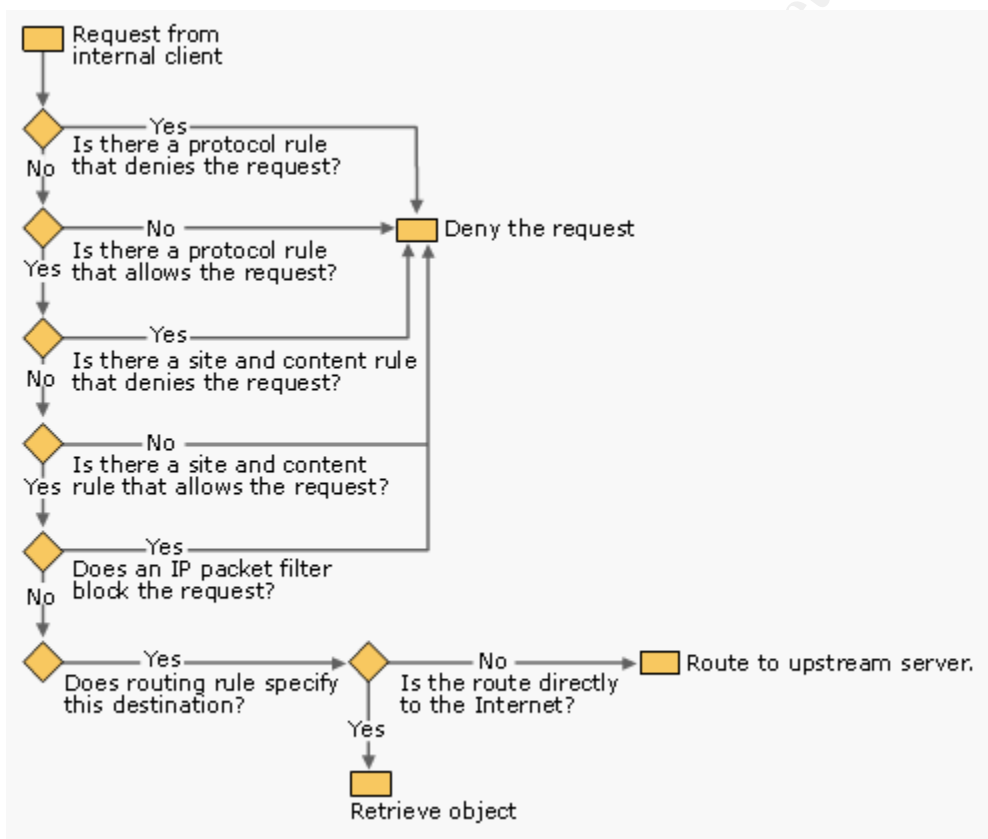 Request from
internal client
Yes
Is there a protocol rule
that denies the request?
No
No
Deny the request
Is there a protocol rule
that allows the request?
Yes
Yes
Is there a site and content rule
that denies the request?
No
No
Is there a site and content
rule that allows the request?
Yes
Yes
Does an IP packet filter
block the request?
No
Yes
Does routing rule specify
this destination?
No
Route to upstream server.
Is the route directly
to the Internet?
Yes
Retrieve object